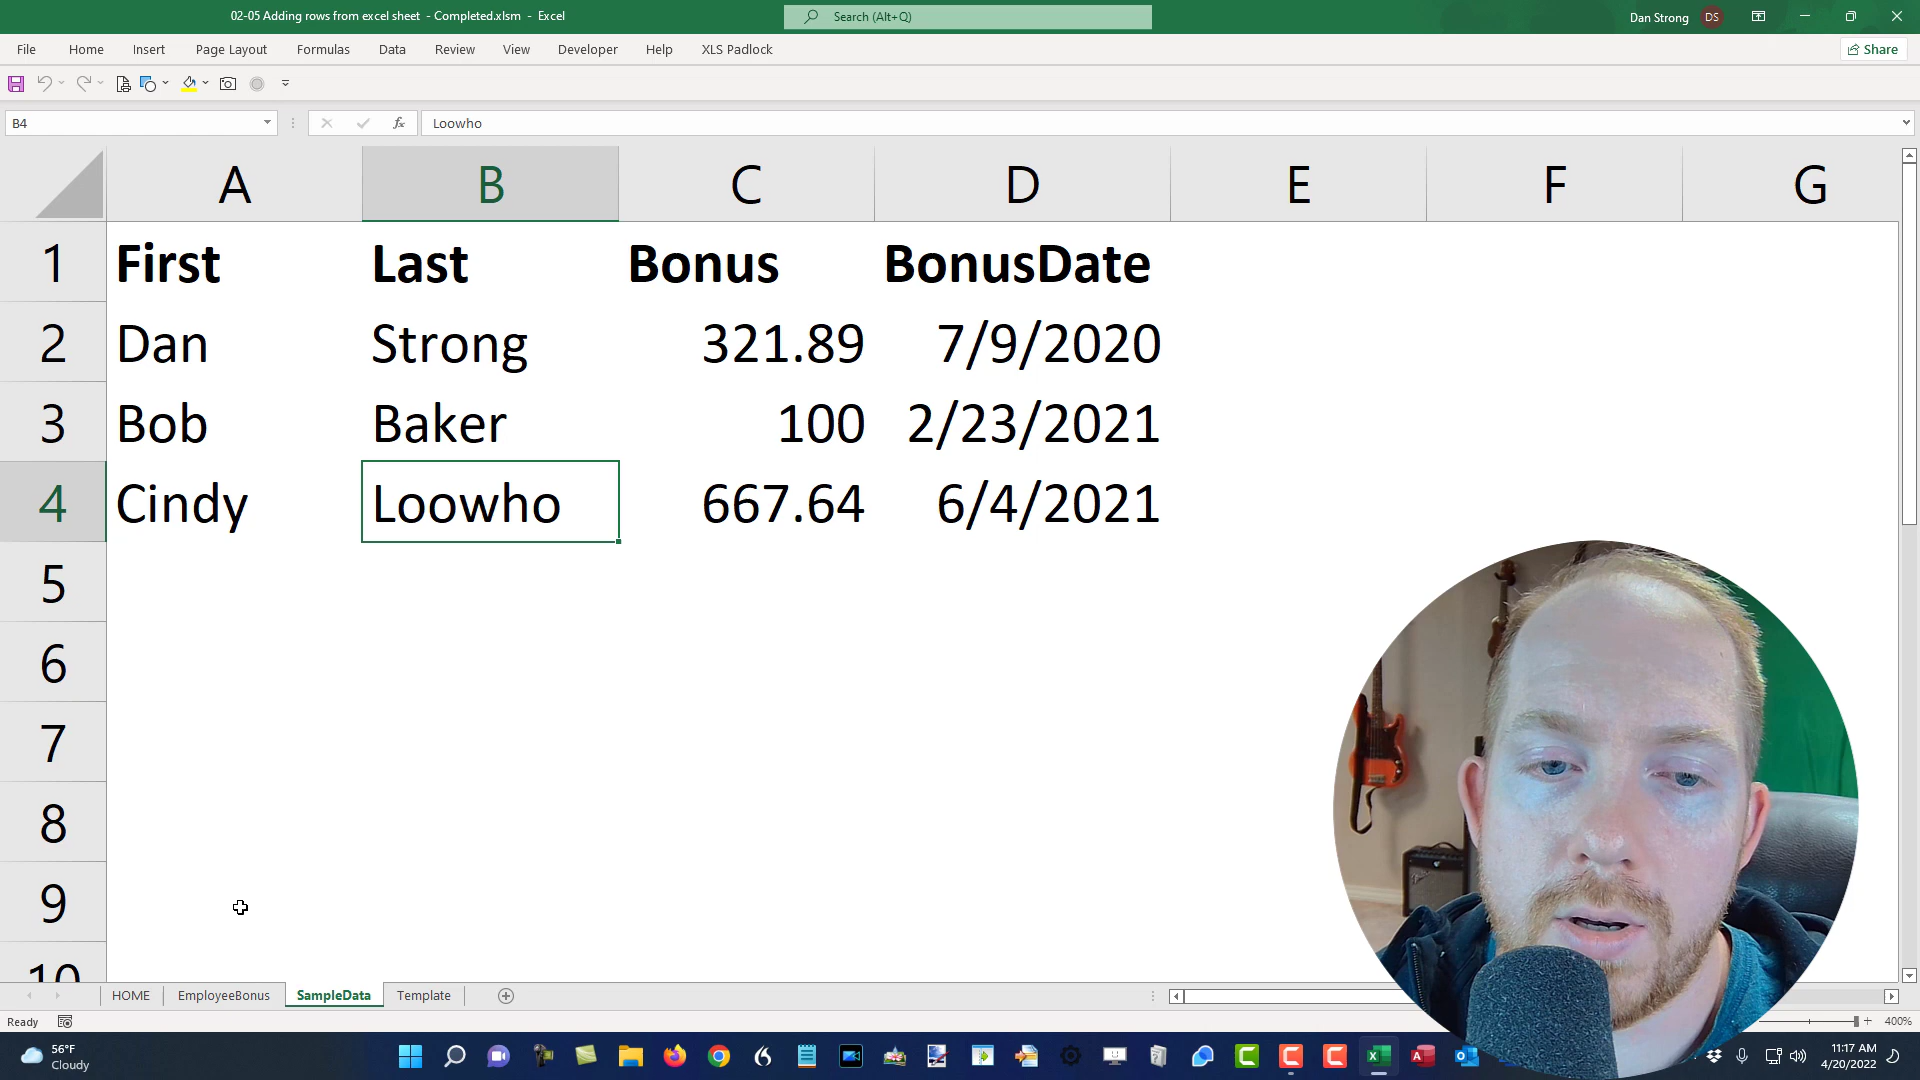 02-05 Adding rows from excel sheet - Completed.xlsm - Excel
Search (Alt+Q)
Dan Strong
DS
File Home Insert Page Layout Formulas Data Review View Developer Help XLS Padlock
Share
B4
fx
Loowho
A B C D E F G
1 First Last Bonus BonusDate
2 Dan Strong 321.89 7/9/2020
3 Bob Baker 100 2/23/2021
4 Cindy Loowho 667.64 6/4/2021
5
6
7
8
9
10
HOME EmployeeBonus SampleData Template
Ready
400%
56°F
Cloudy
11:17 AM
4/20/2022